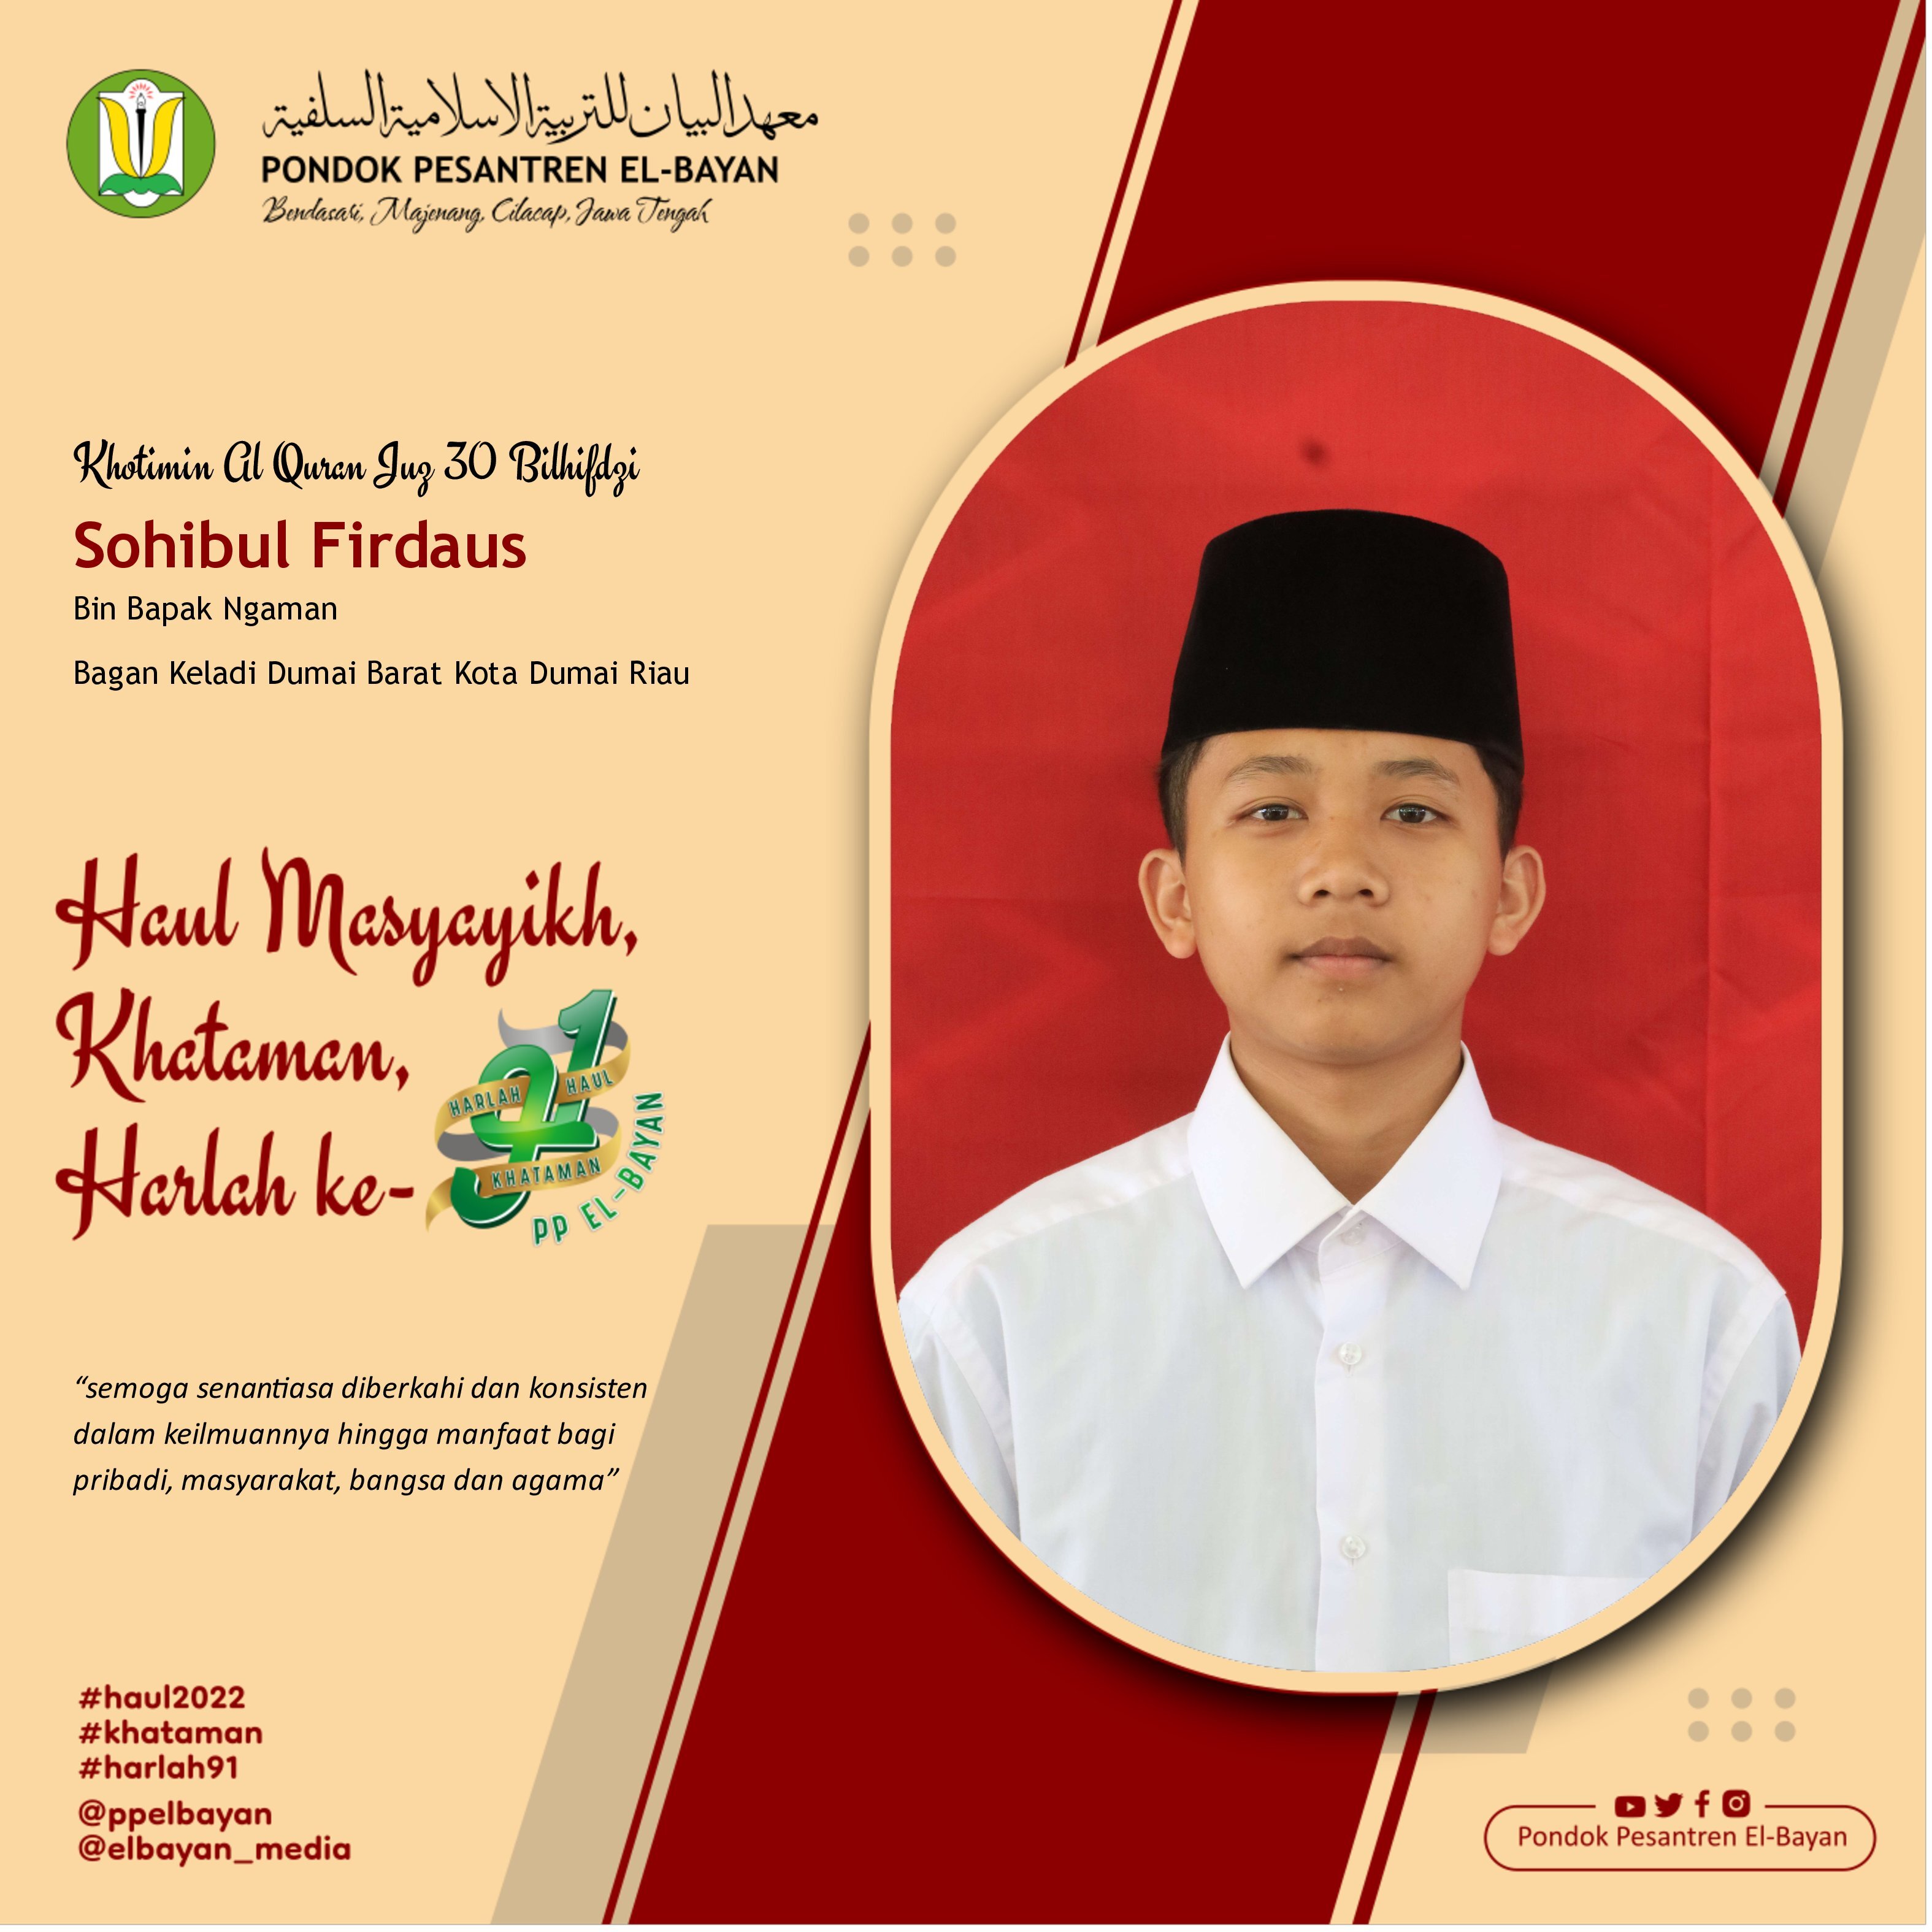 معهد البيان للتربية الاسلامية السلفية
PONDOK PESANTREN EL-BAYAN
Bendasari, Majenang, Cilacap, Jawa Tengah
Khotimin Al Quran Juz 30 Bilhifdzi
Sohibul Firdaus
Bin Bapak Ngaman
Bagan Keladi Dumai Barat Kota Dumai Riau
Haul Masyayikh,
Khataman,
Harlah ke-
91
HARLAH HAUL
KHATAMAN
PP EL-BAYAN
“semoga senantiasa diberkahi dan konsisten
dalam keilmuannya hingga manfaat bagi
pribadi, masyarakat, bangsa dan agama”
#haul2022
#khataman
#harlah91
@ppelbayan
@elbayan_media
Pondok Pesantren El-Bayan